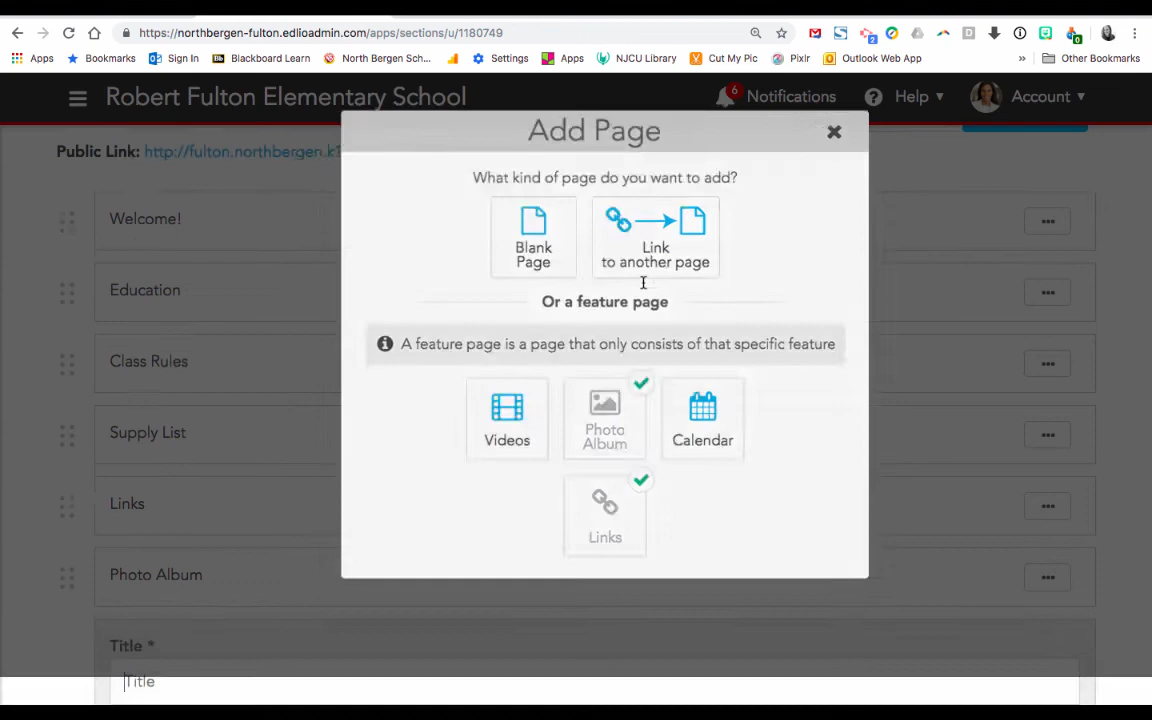 https://northbergen-fulton.edlioadmin.com/apps/sections/u/1180749
2
0
Apps Bookmarks Sign In Blackboard Learn North Bergen Sch... Settings Apps NJCU Library Cut My Pic Pixlr Outlook Web App » Other Bookmarks
Robert Fulton Elementary School
6 Notifications Help Account
Public Link: http://fulton.northbergen.k1
Add Page
What kind of page do you want to add?
Blank
Page
Link
to another page
Or a feature page
A feature page is a page that only consists of that specific feature
Videos
Photo
Album
Calendar
Links
Welcome!
Education
Class Rules
Supply List
Links
Photo Album
Title *
Title